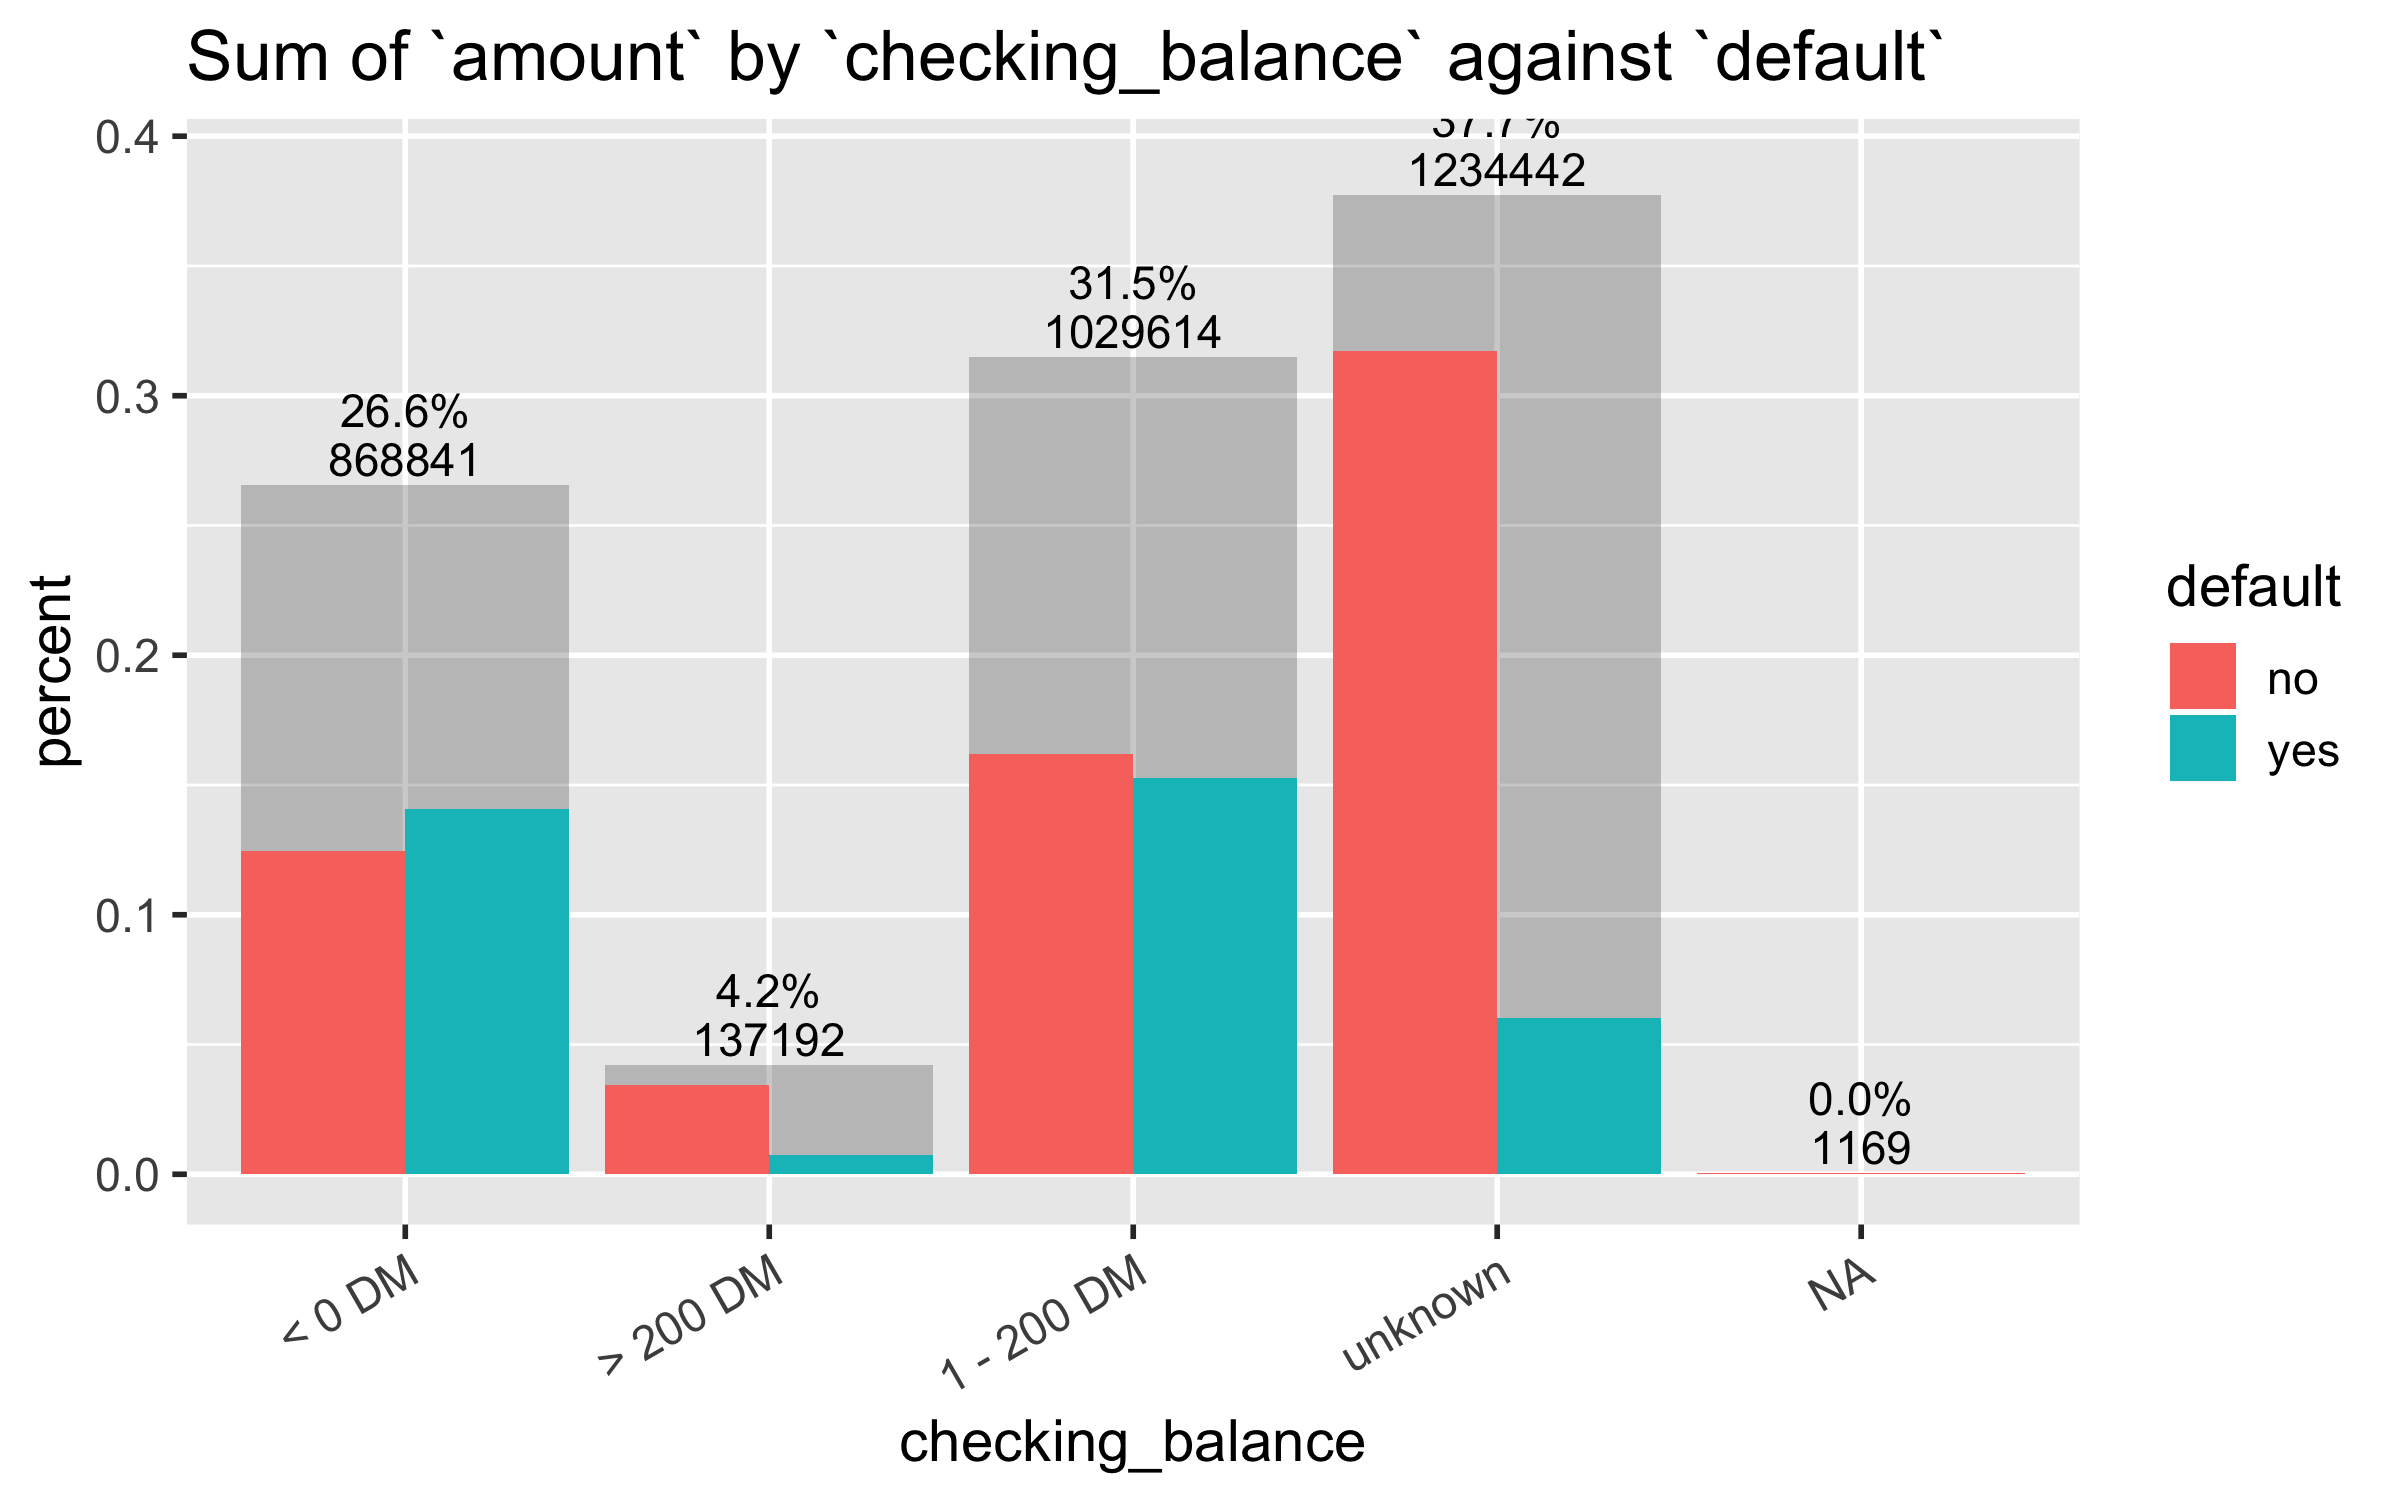 Sum of `amount` by `checking_balance` against `default`
0.4
0.3
0.2
0.1
0.0
percent
26.6%
868841
4.2%
137192
31.5%
1029614
37.7%
1234442
0.0%
1169
< 0 DM
> 200 DM
1 - 200 DM
unknown
NA
checking_balance
default
no
yes